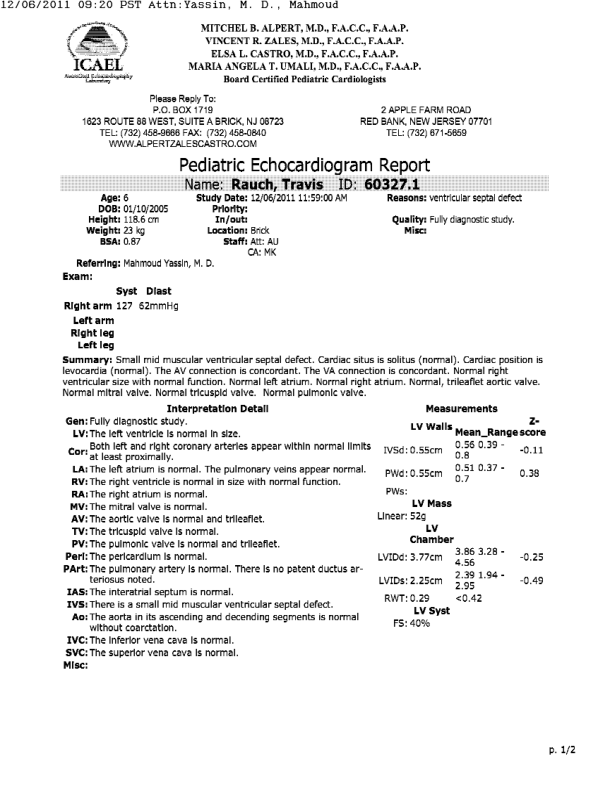 12/06/2011 09:20 PST Attn:Yassin, M. D., Mahmoud
MITCHEL B. ALPERT, M.D., F.A.C.C., F.A.A.P.
VINCENT R. ZALES, M.D., F.A.C.C., F.A.A.P.
ELSA L. CASTRO, M.D., F.A.C.C., F.A.A.P.
MARIA ANGELA T. UMALI, M.D., F.A.C.C., F.A.A.P.
Board Certified Pediatric Cardiologists
ICAEL
Accredited Echocardiography
Laboratory
Please Reply To:
P.O. BOX 1719
1623 ROUTE 88 WEST, SUITE A BRICK, NJ 08723
TEL: (732) 458-9666 FAX: (732) 458-0840
WWW.ALPERTZALESCASTRO.COM
2 APPLE FARM ROAD
RED BANK, NEW JERSEY 07701
TEL: (732) 671-5659
Pediatric Echocardiogram Report
Name: Rauch, Travis ID: 60327.1
Age: 6
DOB: 01/10/2005
Height: 118.6 cm
Weight: 23 kg
BSA: 0.87
Study Date: 12/06/2011 11:59:00 AM
Priority:
In/out:
Location: Brick
Staff: Att: AU
CA: MK
Reasons: ventricular septal defect
Quality: Fully diagnostic study.
Misc:
Referring: Mahmoud Yassin, M. D.
Exam:
Syst Diast
Right arm 127 62mmHg
Left arm
Right leg
Left leg
Summary: Small mid muscular ventricular septal defect. Cardiac situs is solitus (normal). Cardiac position is
levocardia (normal). The AV connection is concordant. The VA connection is concordant. Normal right
ventricular size with normal function. Normal left atrium. Normal right atrium. Normal, trileaflet aortic valve.
Normal mitral valve. Normal tricuspid valve. Normal pulmonic valve.
Interpretation Detail
Gen: Fully diagnostic study.
LV: The left ventricle is normal in size.
Cor: Both left and right coronary arteries appear within normal limits
at least proximally.
LA: The left atrium is normal. The pulmonary veins appear normal.
RV: The right ventricle is normal in size with normal function.
RA: The right atrium is normal.
MV: The mitral valve is normal.
AV: The aortic valve is normal and trileaflet.
TV: The tricuspid valve is normal.
PV: The pulmonic valve is normal and trileaflet.
Peri: The pericardium is normal.
PArt: The pulmonary artery is normal. There is no patent ductus ar-
teriosus noted.
IAS: The interatrial septum is normal.
IVS: There is a small mid muscular ventricular septal defect.
Ao: The aorta in its ascending and decending segments is normal
without coarctation.
IVC: The inferior vena cava is normal.
SVC: The superior vena cava is normal.
Misc:
Measurements
LV Walls Mean_Range Z-score
IVSd: 0.55cm 0.56 0.39 - 0.8 -0.11
PWd: 0.55cm 0.51 0.37 - 0.7 0.38
PWs:
LV Mass
Linear: 52g
LV
Chamber
LVIDd: 3.77cm 3.86 3.28 - 4.56 -0.25
LVIDs: 2.25cm 2.39 1.94 - 2.95 -0.49
RWT: 0.29 <0.42
LV Syst
FS: 40%
p. 1/2